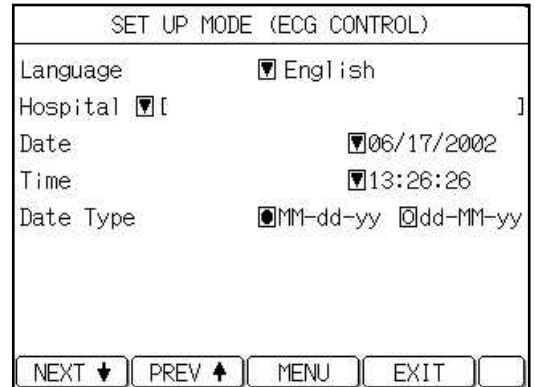 SET UP MODE (ECG CONTROL)
Language ▼ English
Hospital ▼ [ ]
Date ▼ 06/17/2002
Time ▼ 13:26:26
Date Type ●MM-dd-yy Odd-MM-yy
NEXT ↓ PREV ↑ MENU EXIT